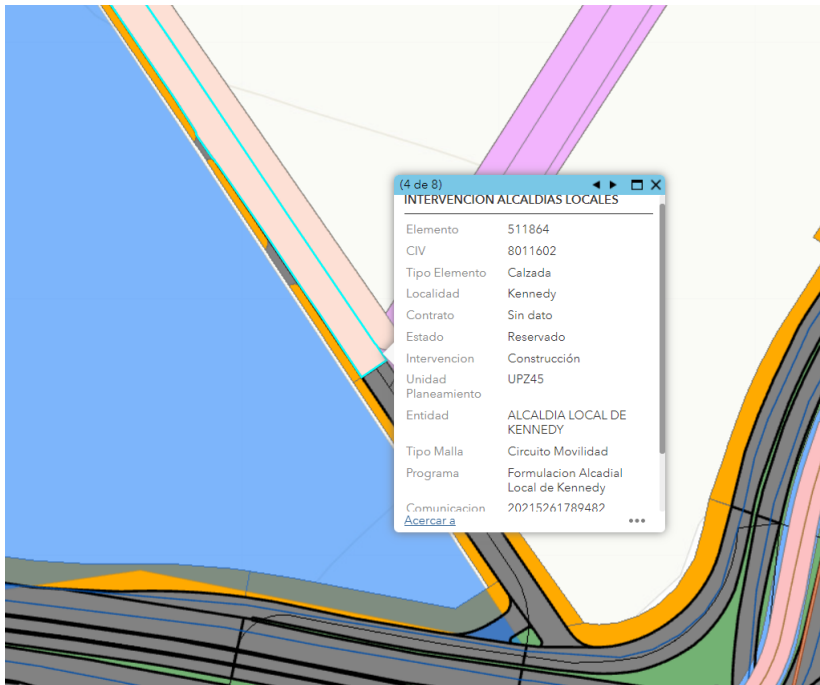 (4 de 8)
INTERVENCION ALCALDIAS LOCALES
Elemento 511864
CIV 8011602
Tipo Elemento Calzada
Localidad Kennedy
Contrato Sin dato
Estado Reservado
Intervencion Construcción
Unidad Planeamiento UPZ45
Entidad ALCALDIA LOCAL DE
KENNEDY
Tipo Malla Circuito Movilidad
Programa Formulacion Alcadial
Local de Kennedy
Comunicacion 20215261789482
Acercar a